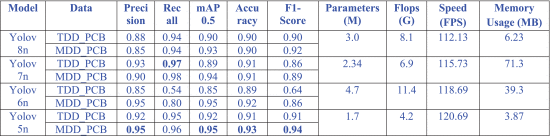 Model Data Preci sion Rec all mAP 0.5 Accu racy F1- Score Parameters (M) Flops (G) Speed (FPS) Memory Usage (MB)
Yolov 8n TDD_PCB 0.88 0.94 0.90 0.90 0.90 3.0 8.1 112.13 6.23
MDD_PCB 0.85 0.94 0.93 0.90 0.92
Yolov 7n TDD_PCB 0.93 0.97 0.89 0.91 0.86 2.34 6.9 115.73 71.3
MDD_PCB 0.90 0.98 0.94 0.91 0.89
Yolov 6n TDD_PCB 0.85 0.54 0.85 0.89 0.64 4.7 11.4 118.69 39.3
MDD_PCB 0.95 0.80 0.95 0.92 0.86
Yolov 5n TDD_PCB 0.92 0.95 0.92 0.91 0.91 1.7 4.2 120.69 3.87
MDD_PCB 0.95 0.96 0.95 0.93 0.94